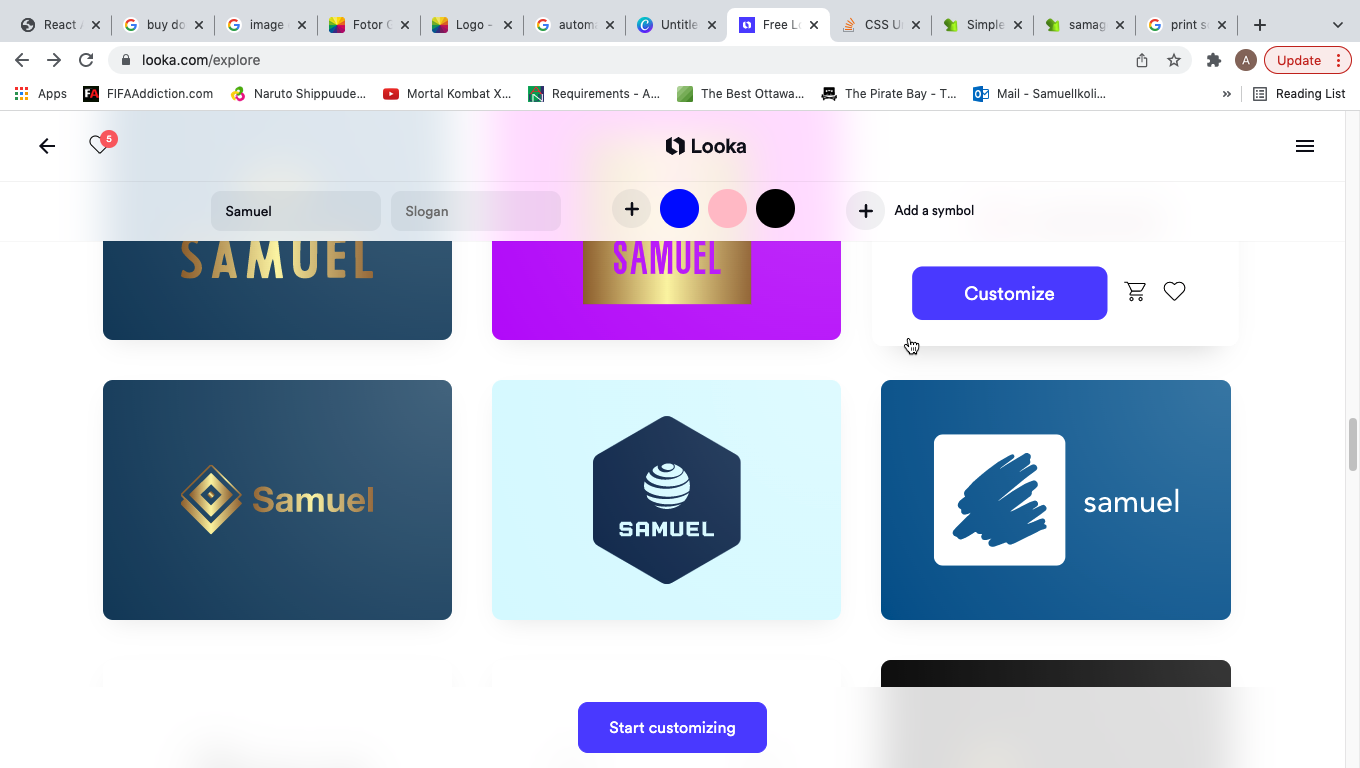 React A
buy do
image
Fotor G
Logo -
autom
Untitle
Free Lo
CSS U
Simple
samag
print s
looka.com/explore
A
Update
Apps
FIFAAddiction.com
Naruto Shippuude...
Mortal Kombat X...
Requirements - A...
The Best Ottawa...
The Pirate Bay - T...
Mail - Samuellkoli...
»
Reading List
5
Looka
Samuel
Slogan
Add a symbol
SAMUEL
SAMUEL
Customize
Samuel
SAMUEL
samuel
Start customizing